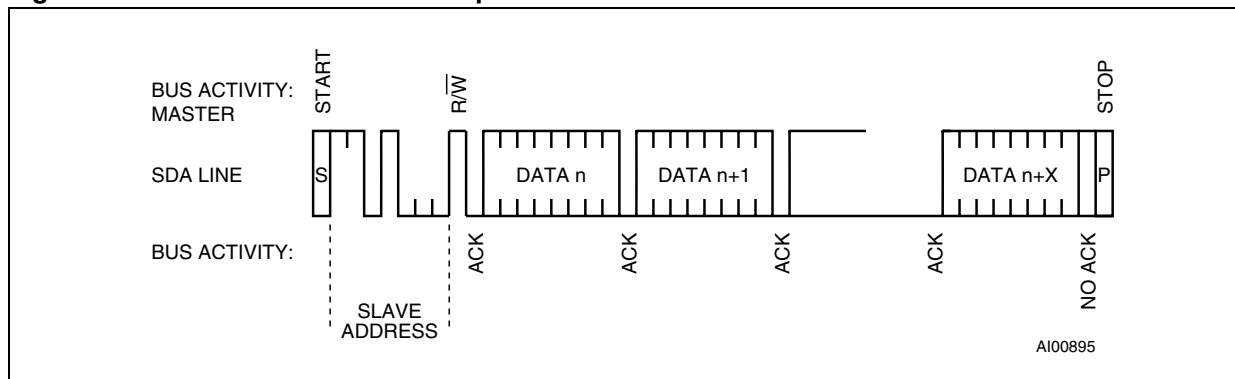 BUS ACTIVITY:
MASTER
START
R/W
STOP
SDA LINE
S
DATA n
DATA n+1
DATA n+X
P
BUS ACTIVITY:
ACK
ACK
ACK
ACK
NO ACK
SLAVE
ADDRESS
AI00895